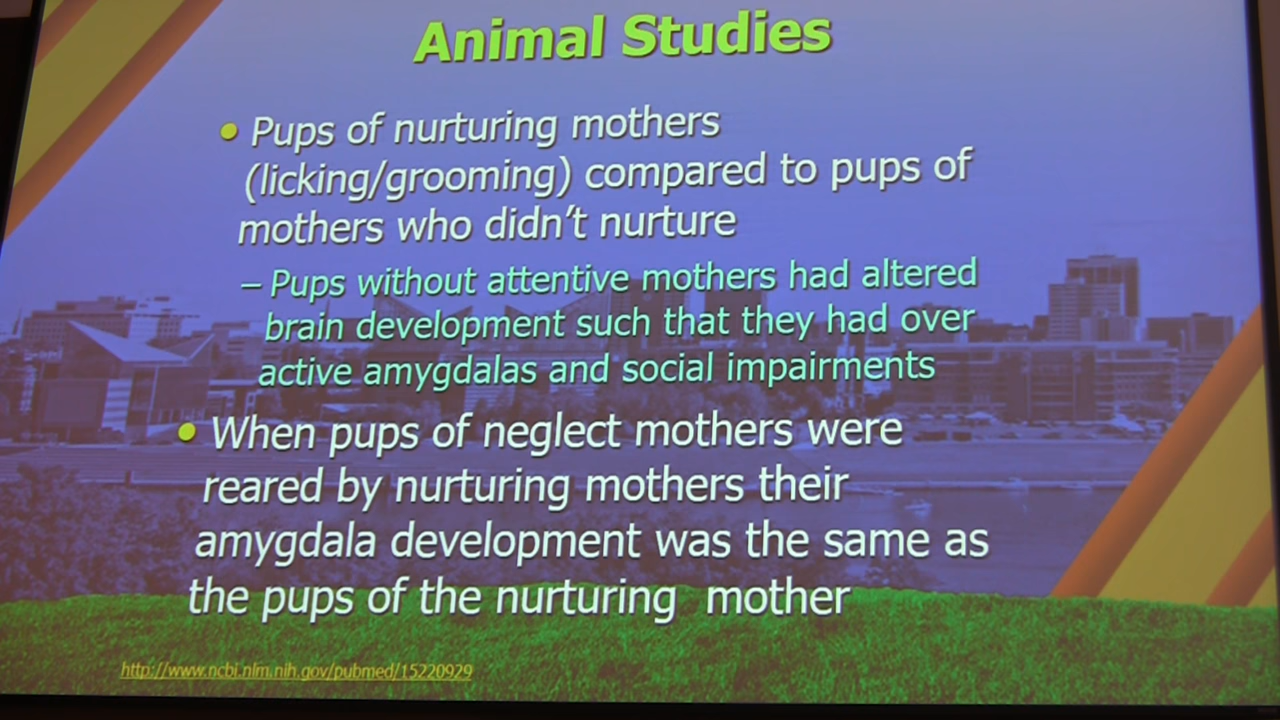 Animal Studies
• Pups of nurturing mothers
(licking/grooming) compared to pups of
mothers who didn't nurture
– Pups without attentive mothers had altered
brain development such that they had over
active amygdalas and social impairments
• When pups of neglect mothers were
reared by nurturing mothers their
amygdala development was the same as
the pups of the nurturing mother
http://www.ncbi.nlm.nih.gov/pubmed/15220929